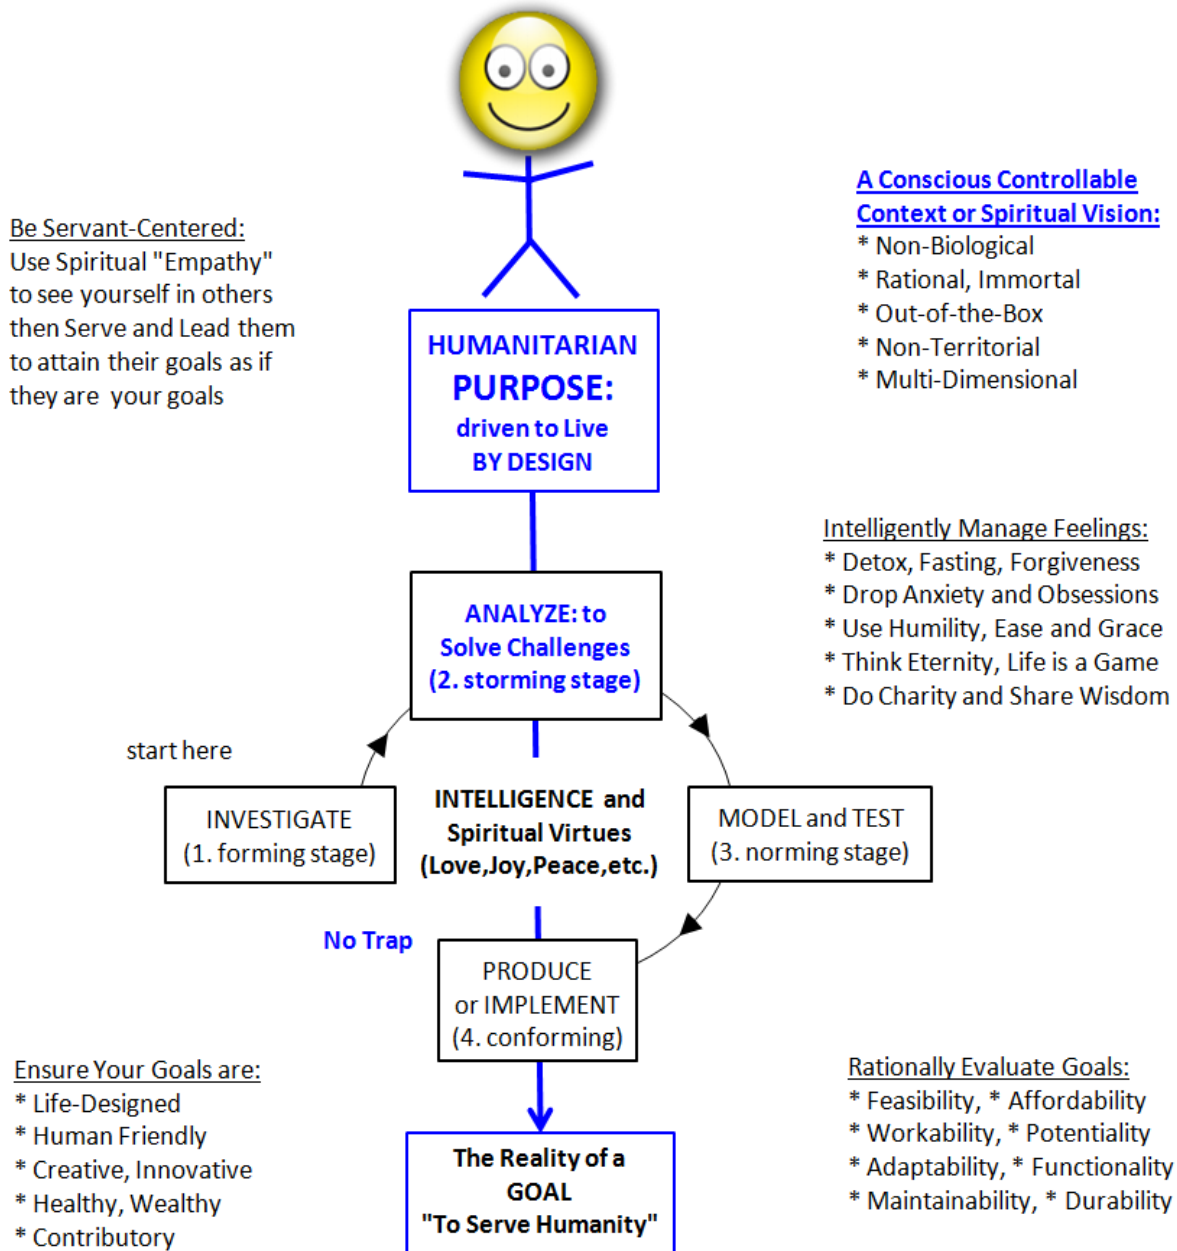 Be Servant-Centered:
Use Spiritual "Empathy"
to see yourself in others
then Serve and Lead them
to attain their goals as if
they are  your goals
A Conscious Controllable
Context or Spiritual Vision:
* Non-Biological
* Rational, Immortal
* Out-of-the-Box
* Non-Territorial
* Multi-Dimensional
HUMANITARIAN
PURPOSE:
driven to Live
BY DESIGN
Intelligently Manage Feelings:
* Detox, Fasting, Forgiveness
* Drop Anxiety and Obsessions
* Use Humility, Ease and Grace
* Think Eternity, Life is a Game
* Do Charity and Share Wisdom
ANALYZE: to
Solve Challenges
(2. storming stage)
start here
INVESTIGATE
(1. forming stage)
INTELLIGENCE and
Spiritual Virtues
(Love,Joy,Peace,etc.)
MODEL and TEST
(3. norming stage)
No Trap
PRODUCE
or IMPLEMENT
(4. conforming)
Ensure Your Goals are:
* Life-Designed
* Human Friendly
* Creative, Innovative
* Healthy, Wealthy
* Contributory
The Reality of a
GOAL
"To Serve Humanity"
Rationally Evaluate Goals:
* Feasibility, * Affordability
* Workability, * Potentiality
* Adaptability, * Functionality
* Maintainability, * Durability